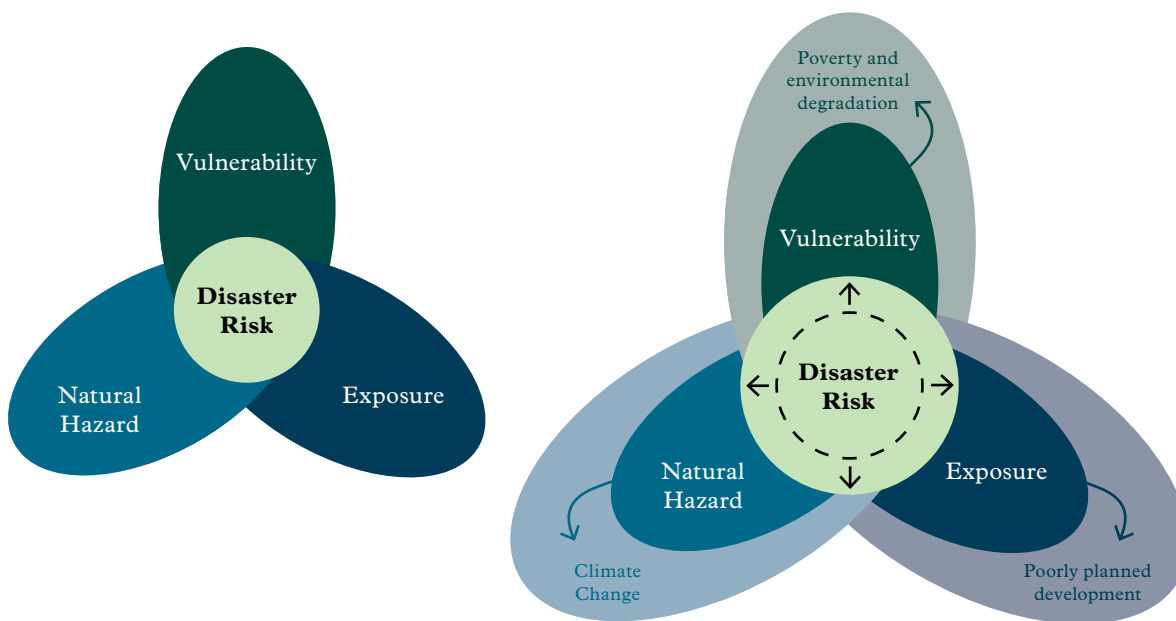 Vulnerability
Disaster
Risk
Natural
Hazard
Exposure
Poverty and
environmental
degradation
Vulnerability
Disaster
Risk
Natural
Hazard
Exposure
Climate
Change
Poorly planned
development